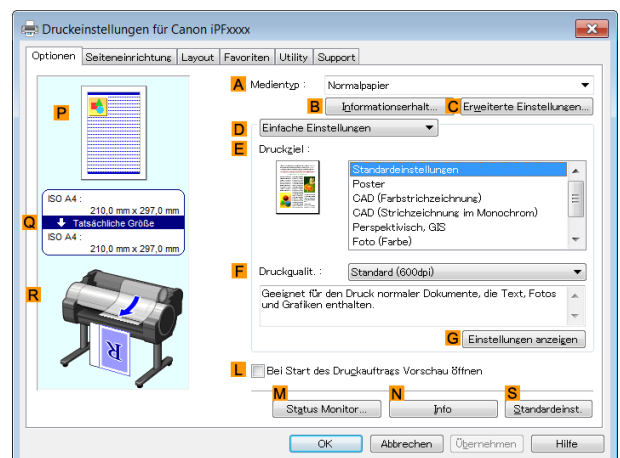 Druckeinstellungen für Canon iPFxxxx
Optionen Seiteneinrichtung Layout Favoriten Utility Support
A Medientyp : Normalpapier
B Informationserhalt... C Erweiterte Einstellungen...
P
D Einfache Einstellungen
E Druckziel :
Standardeinstellungen
Poster
CAD (Farbstrichzeichnung)
CAD (Strichzeichnung im Monochrom)
Perspektivisch, GIS
Foto (Farbe)
ISO A4 :
210,0 mm x 297,0 mm
Q Tatsächliche Größe
ISO A4 :
210,0 mm x 297,0 mm
F Druckqualit. : Standard (600dpi)
R
Geeignet für den Druck normaler Dokumente, die Text, Fotos
und Grafiken enthalten.
G Einstellungen anzeigen
L Bei Start des Druckauftrags Vorschau öffnen
M N S
Status Monitor... Info Standardeinst.
OK Abbrechen Übernehmen Hilfe